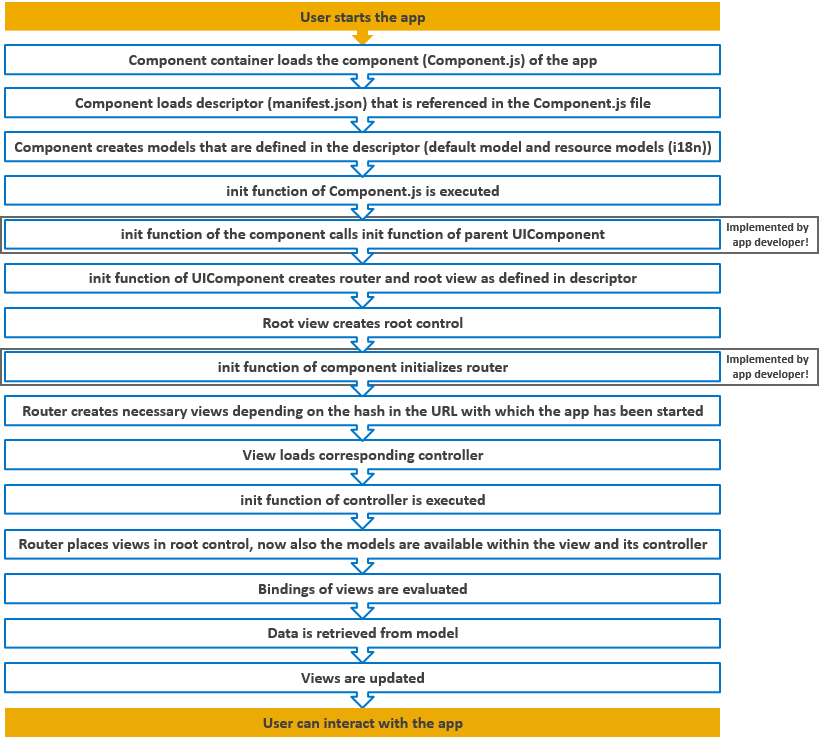 User starts the app
Component container loads the component (Component.js) of the app
Component loads descriptor (manifest.json) that is referenced in the Component.js file
Component creates models that are defined in the descriptor (default model and resource models (i18n))
init function of Component.js is executed
init function of the component calls init function of parent UIComponent
Implemented by
app developer!
init function of UIComponent creates router and root view as defined in descriptor
Root view creates root control
init function of component initializes router
Implemented by
app developer!
Router creates necessary views depending on the hash in the URL with which the app has been started
View loads corresponding controller
init function of controller is executed
Router places views in root control, now also the models are available within the view and its controller
Bindings of views are evaluated
Data is retrieved from model
Views are updated
User can interact with the app